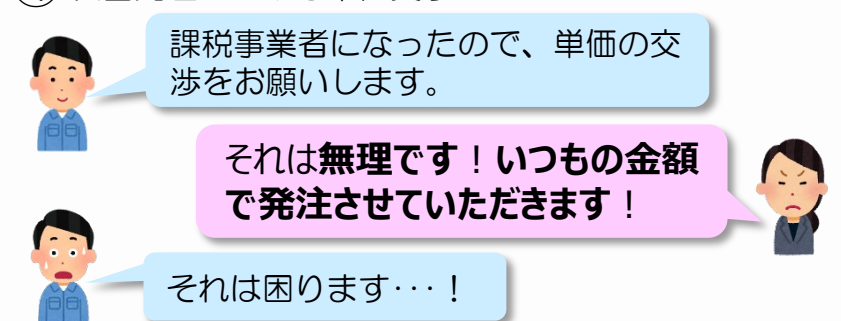 課税事業者になったので、単価の交
渉をお願いします。
それは無理です！いつもの金額
で発注させていただきます！
それは困ります･･･！